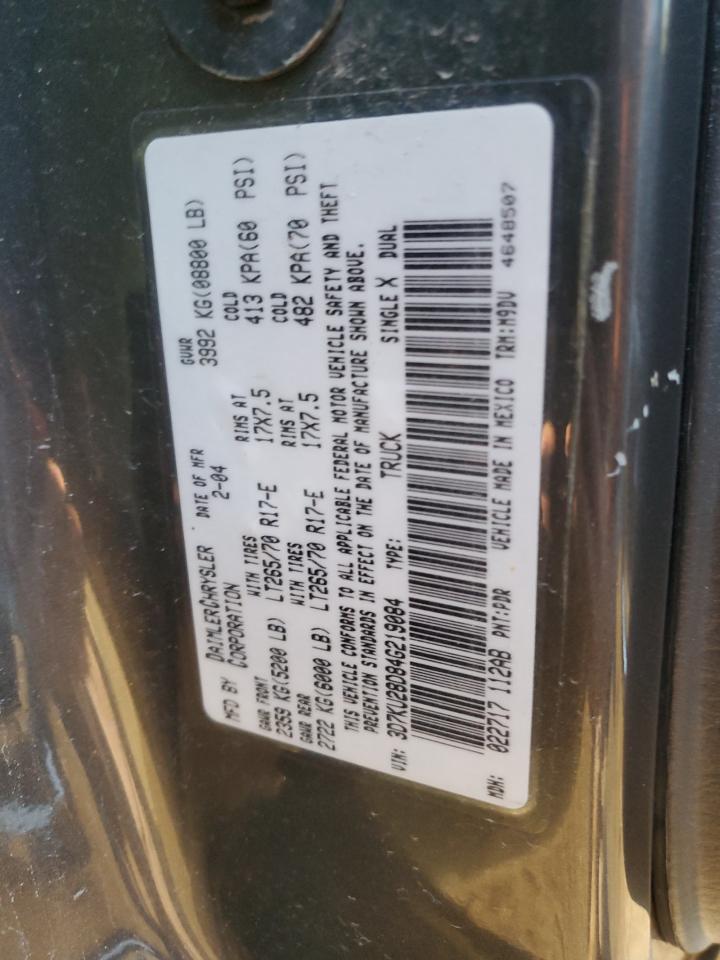 MFD BY DAIMLERCHRYSLER CORPORATION DATE OF MFR 2-04 GVWR 3992 KG(08800 LB)
GAWR FRONT WITH TIRES RIMS AT COLD
2359 KG(5200 LB) LT265/70 R17-E 17X7.5 413 KPA(60 PSI)
GAWR REAR WITH TIRES RIMS AT COLD
2722 KG(6000 LB) LT265/70 R17-E 17X7.5 482 KPA(70 PSI)
THIS VEHICLE CONFORMS TO ALL APPLICABLE FEDERAL MOTOR VEHICLE SAFETY AND THEFT
PREVENTION STANDARDS IN EFFECT ON THE DATE OF MANUFACTURE SHOWN ABOVE.
VIN: 3D7KU28D84G219084 TYPE: TRUCK SINGLE X DUAL
MDH: 022717 112AB PNT:PDR VEHICLE MADE IN MEXICO TRM:M9DV 4648507